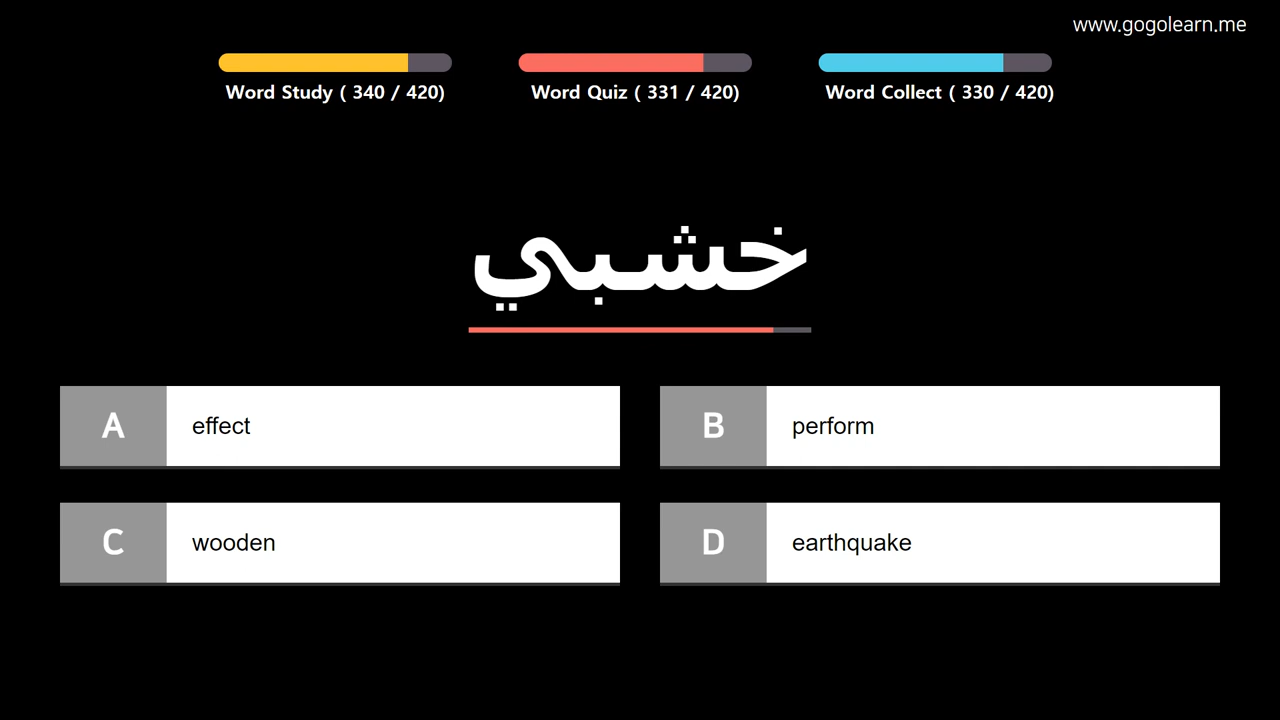 www.gogolearn.me
Word Study ( 340 / 420)
Word Quiz ( 331 / 420)
Word Collect ( 330 / 420)
خشبي
A effect
B perform
C wooden
D earthquake